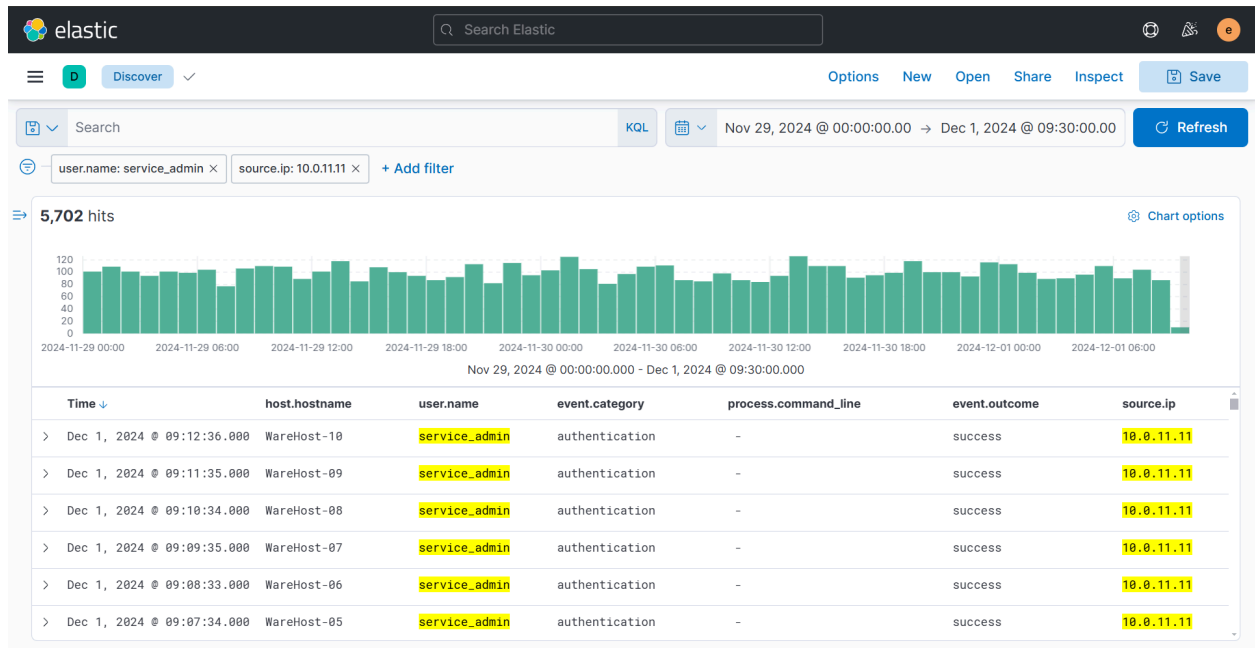 elastic Search Elastic e
D Discover Options New Open Share Inspect Save
Search KQL Nov 29, 2024 @ 00:00:00.00 → Dec 1, 2024 @ 09:30:00.00 Refresh
user.name: service_admin × source.ip: 10.0.11.11 × + Add filter
5,702 hits Chart options
120
100
80
60
40
20
0
2024-11-29 00:00 2024-11-29 06:00 2024-11-29 12:00 2024-11-29 18:00 2024-11-30 00:00 2024-11-30 06:00 2024-11-30 12:00 2024-11-30 18:00 2024-12-01 00:00 2024-12-01 06:00
Nov 29, 2024 @ 00:00:00.000 - Dec 1, 2024 @ 09:30:00.000
Time ↓ host.hostname user.name event.category process.command_line event.outcome source.ip
Dec 1, 2024 @ 09:12:36.000 WareHost-10 service_admin authentication - success 10.0.11.11
Dec 1, 2024 @ 09:11:35.000 WareHost-09 service_admin authentication - success 10.0.11.11
Dec 1, 2024 @ 09:10:34.000 WareHost-08 service_admin authentication - success 10.0.11.11
Dec 1, 2024 @ 09:09:35.000 WareHost-07 service_admin authentication - success 10.0.11.11
Dec 1, 2024 @ 09:08:33.000 WareHost-06 service_admin authentication - success 10.0.11.11
Dec 1, 2024 @ 09:07:34.000 WareHost-05 service_admin authentication - success 10.0.11.11